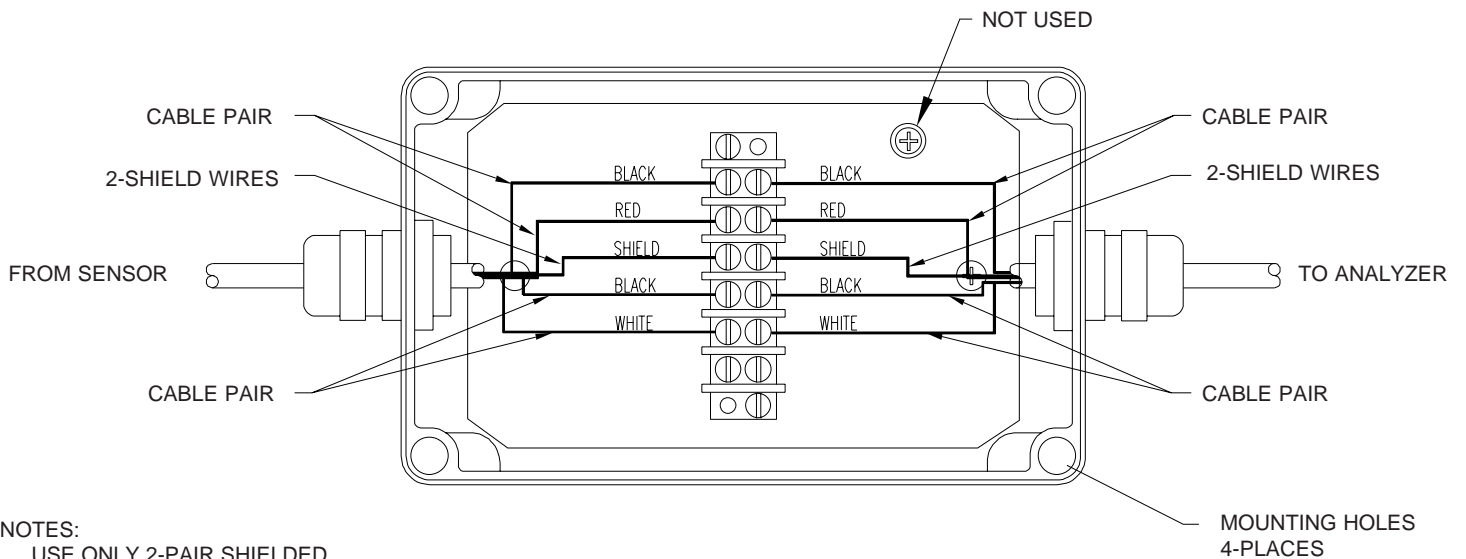 NOT USED
CABLE PAIR
CABLE PAIR
2-SHIELD WIRES
2-SHIELD WIRES
BLACK
BLACK
RED
RED
SHIELD
SHIELD
FROM SENSOR
TO ANALYZER
BLACK
BLACK
WHITE
WHITE
CABLE PAIR
CABLE PAIR
MOUNTING HOLES
4-PLACES
NOTES:
USE ONLY 2-PAIR SHIELDED